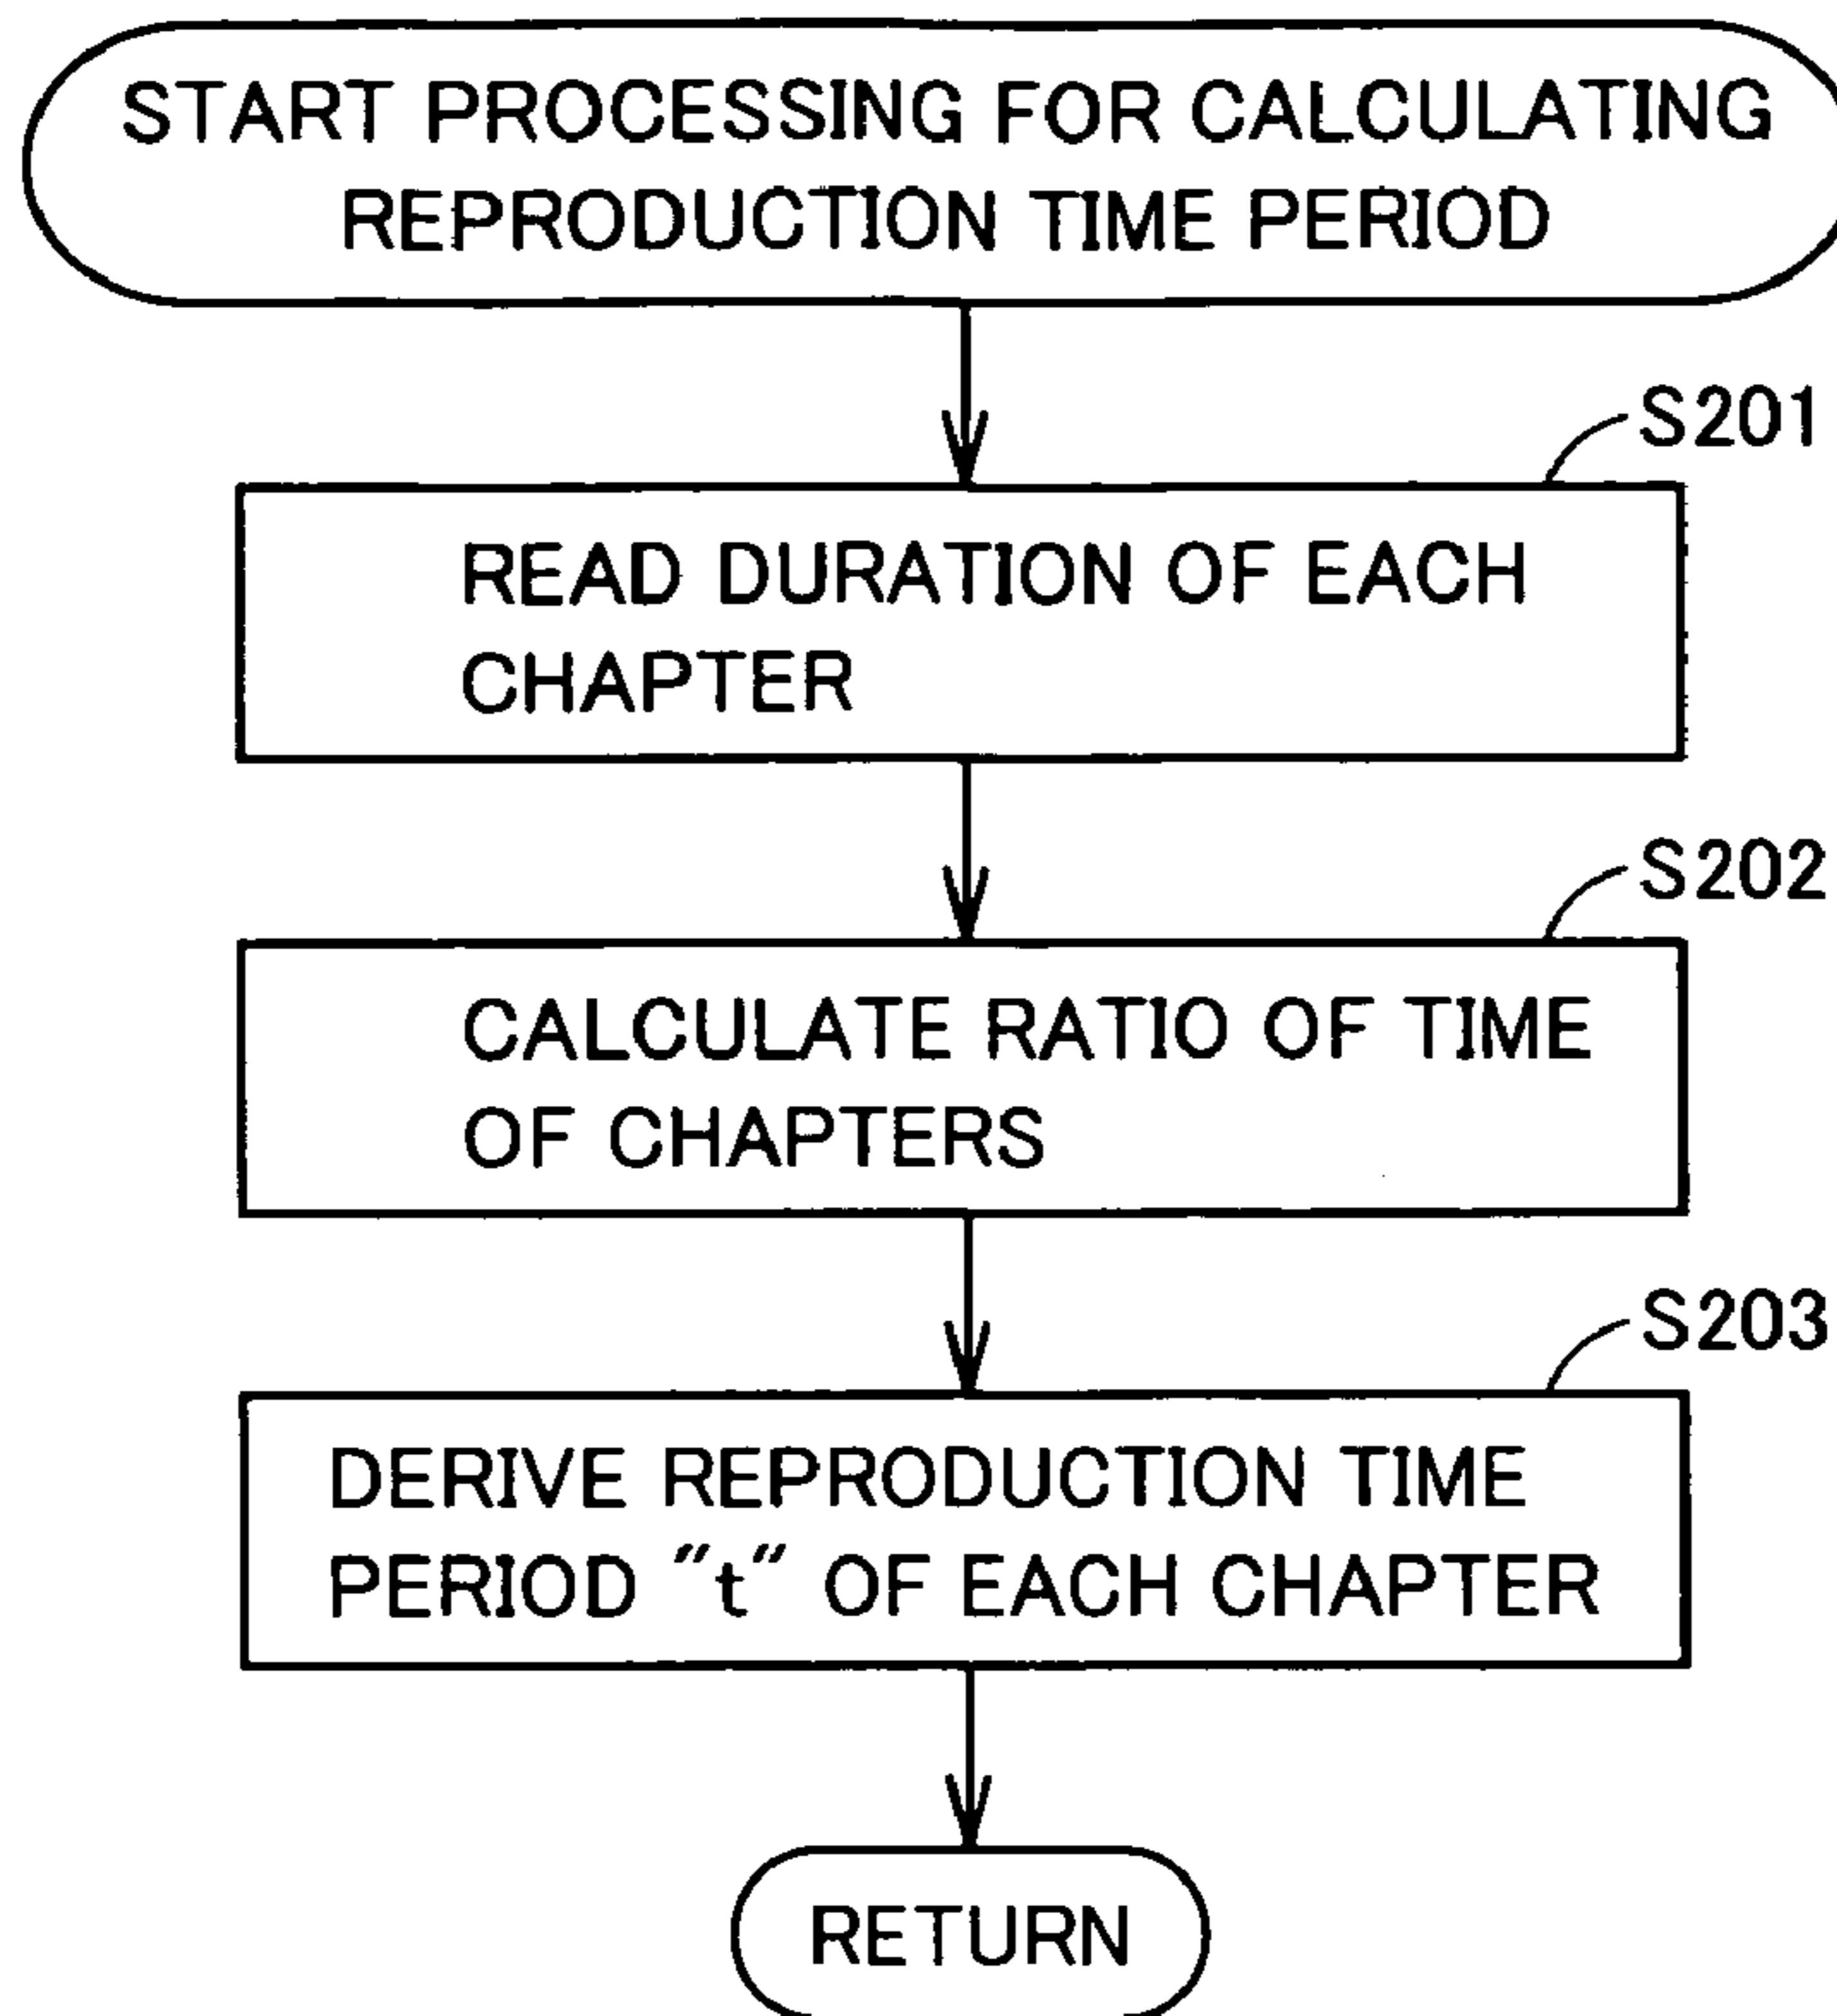 START PROCESSING FOR CALCULATING
REPRODUCTION TIME PERIOD
S201
READ DURATION OF EACH
CHAPTER
S202
CALCULATE RATIO OF TIME
OF CHAPTERS
S203
DERIVE REPRODUCTION TIME
PERIOD "t" OF EACH CHAPTER
RETURN